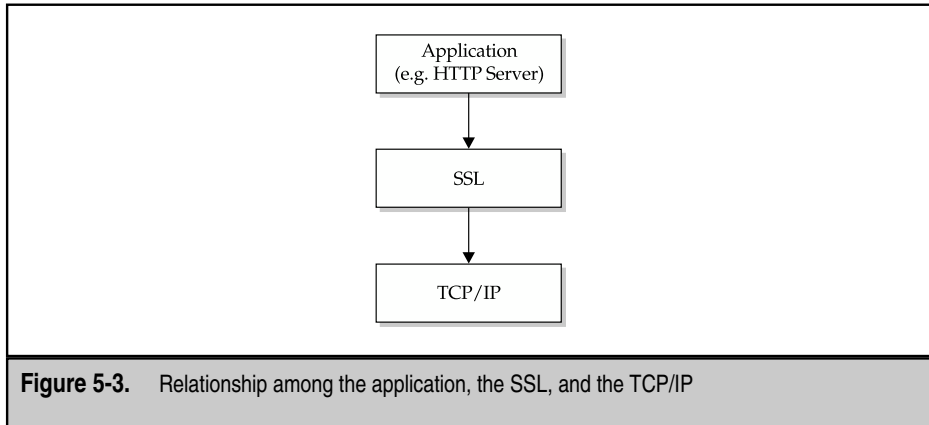 Application
(e.g. HTTP Server)
SSL
TCP/IP
Figure 5-3. Relationship among the application, the SSL, and the TCP/IP